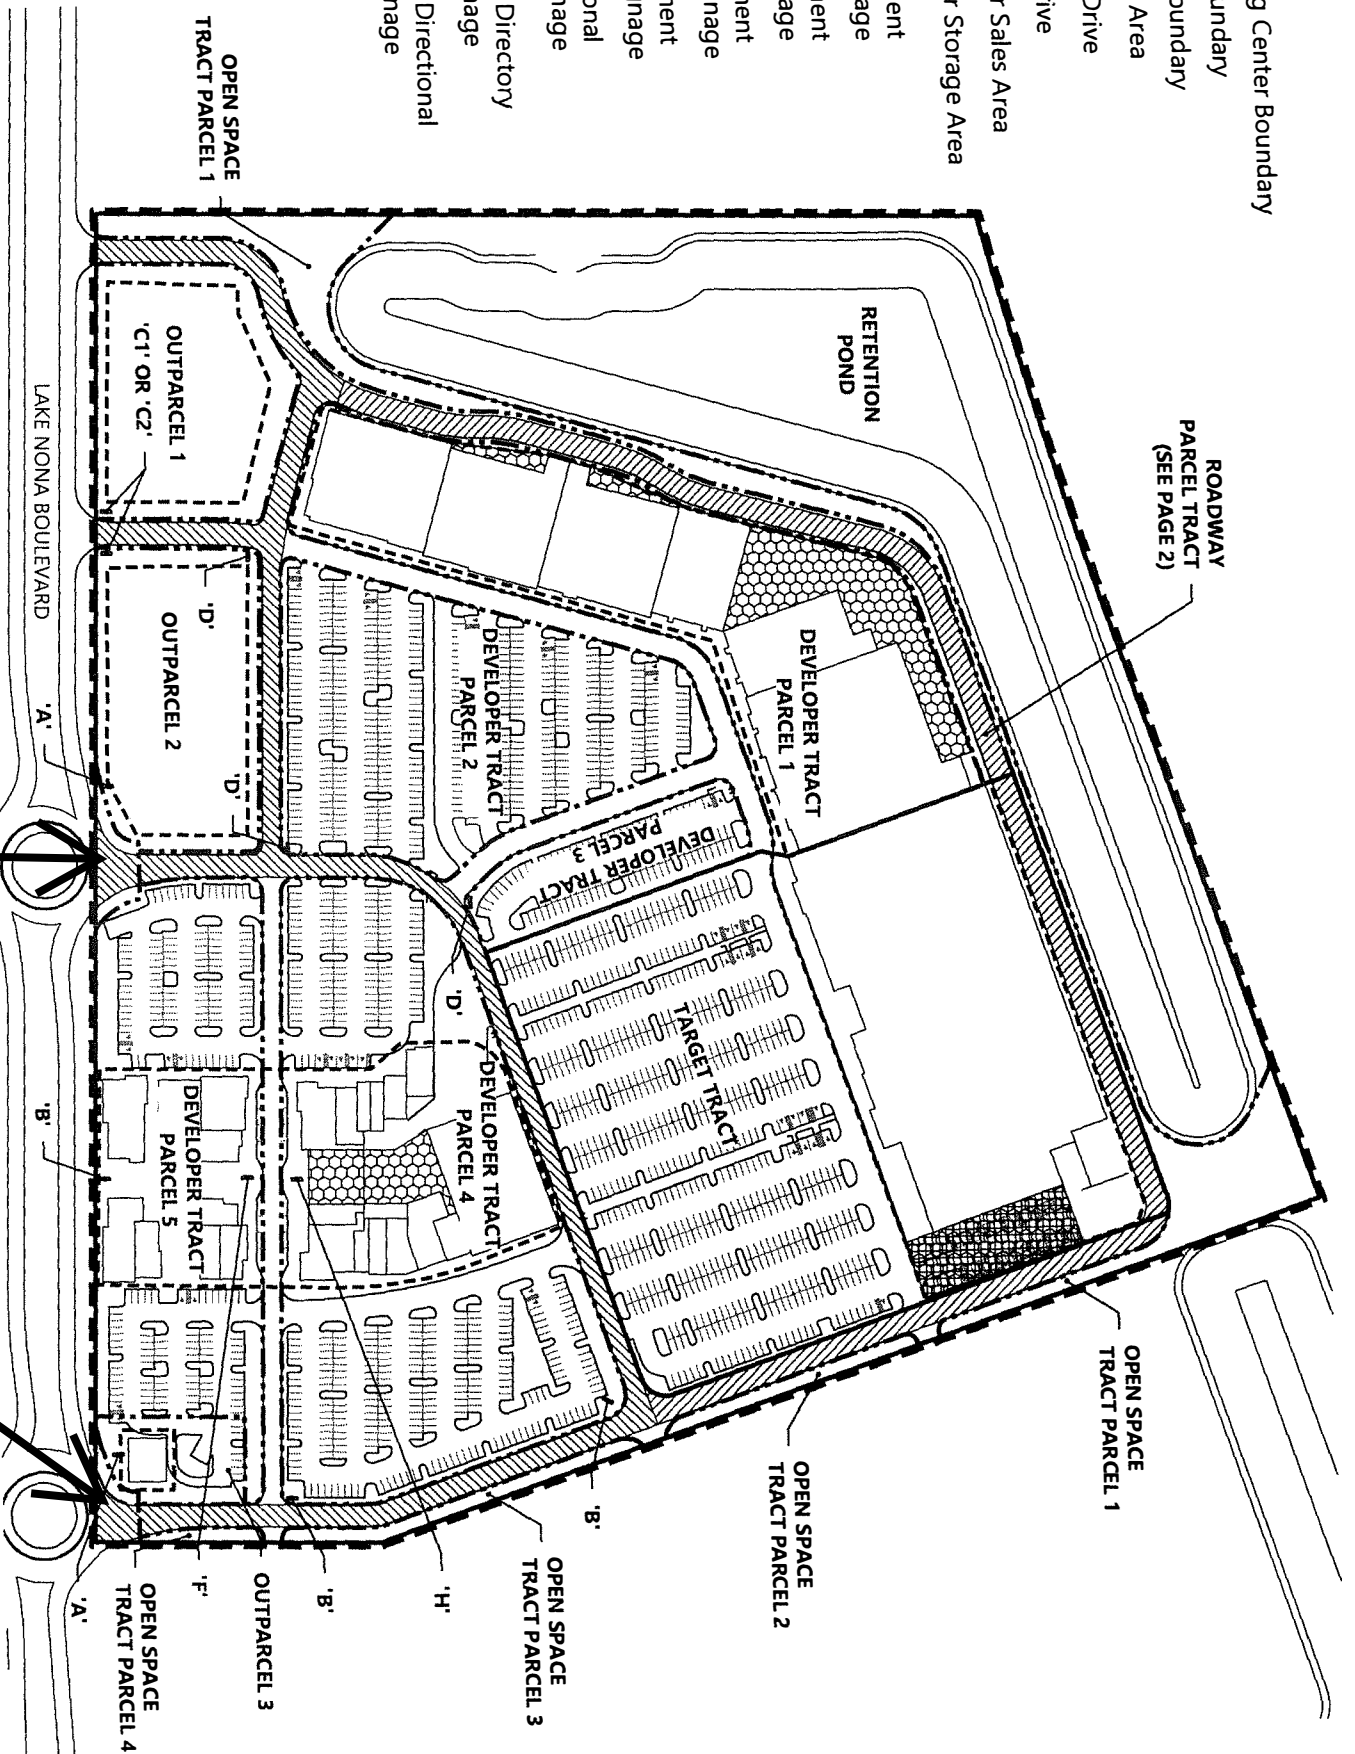 g Center Boundary
undary
oundary
Area
Drive
ive
r Sales Area
r Storage Area
ent
age
ment
age
ment
nage
ment
nage
onal
nage
Directory
nage
Directional
nage
OPEN SPACE
TRACT PARCEL 1
ROADWAY
PARCEL TRACT
(SEE PAGE 2)
RETENTION
POND
OUTPARCEL 1
'C1' OR 'C2'
LAKE NONA BOULEVARD
'D'
OUTPARCEL 2
'A'
'D'
DEVELOPER TRACT
PARCEL 1
DEVELOPER TRACT
PARCEL 2
DEVELOPER TRACT
PARCEL 3
'D'
TARGET TRACT
DEVELOPER TRACT
PARCEL 4
DEVELOPER TRACT
PARCEL 5
'B'
OPEN SPACE
TRACT PARCEL 1
OPEN SPACE
TRACT PARCEL 2
'B'
OPEN SPACE
TRACT PARCEL 3
'H'
'B'
OUTPARCEL 3
'F'
OPEN SPACE
TRACT PARCEL 4
'A'